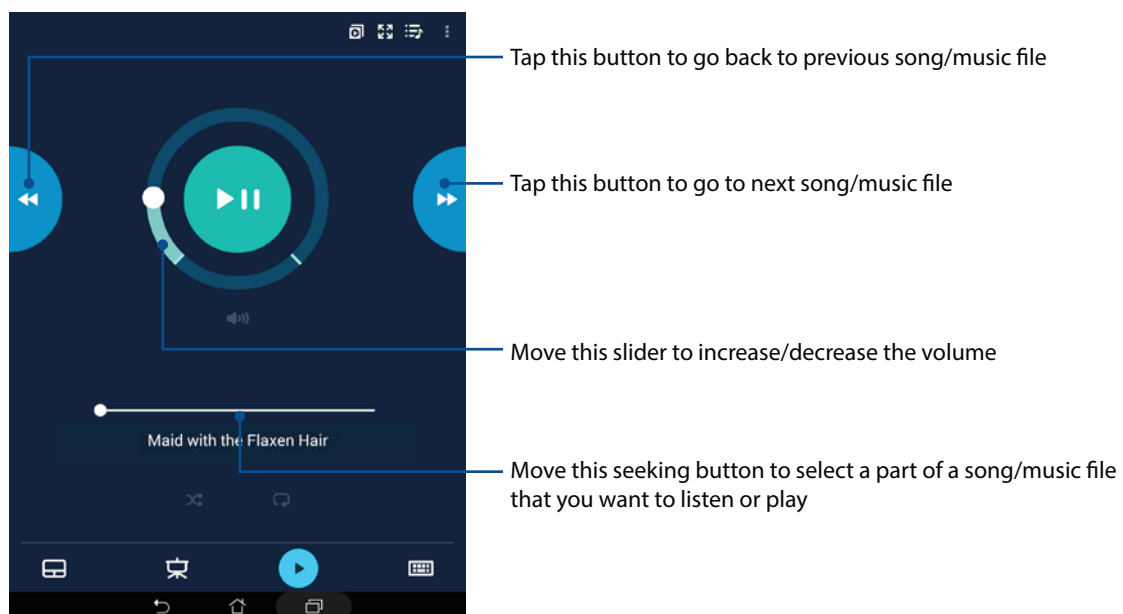 Tap this button to go back to previous song/music file
Tap this button to go to next song/music file
Move this slider to increase/decrease the volume
Maid with the Flaxen Hair
Move this seeking button to select a part of a song/music file
that you want to listen or play